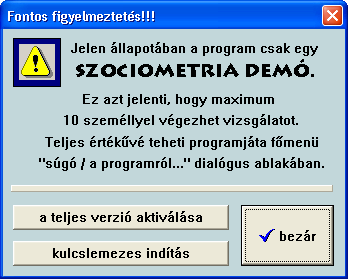 Fontos figyelmeztetés!!!
Jelen állapotában a program csak egy
SZOCIOMETRIA DEMÓ.
Ez azt jelenti, hogy maximum
10 személlyel végezhet vizsgálatot.
Teljes értékűvé teheti programjáta főmenü
"súgó / a programról..." dialógus ablakában.
a teljes verzió aktiválása
kulcslemezes indítás
bezár